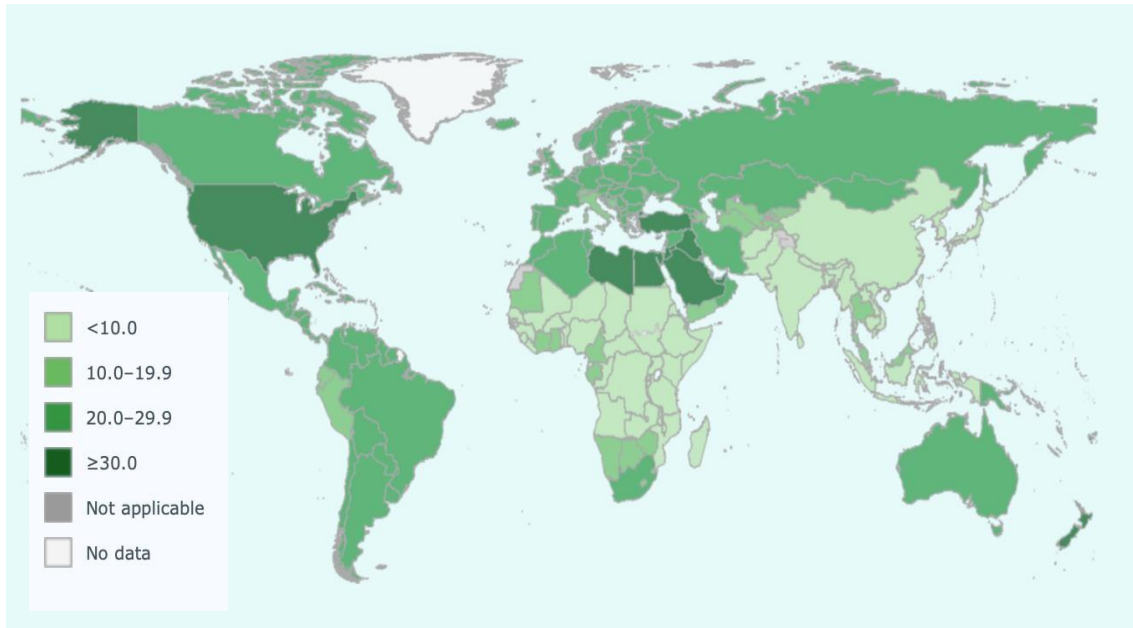 <10.0
10.0–19.9
20.0–29.9
≥30.0
Not applicable
No data